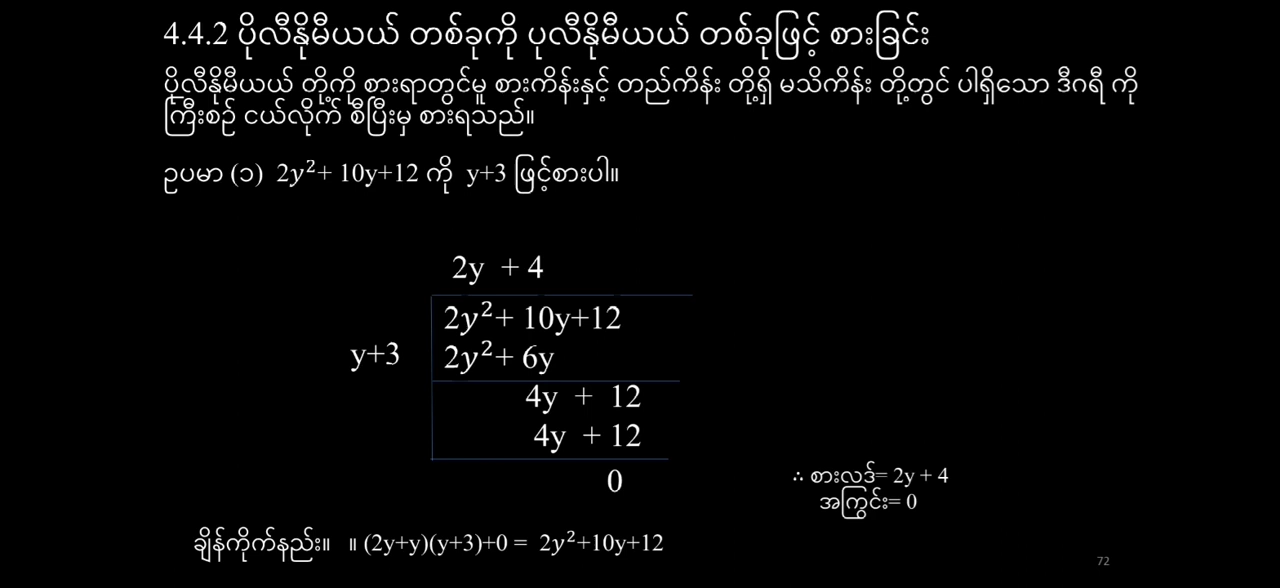 4.4.2 ပိုလီနိုမီယယ် တစ်ခုကို ပုလီနိုမီယယ် တစ်ခုဖြင့် စားခြင်း
ပိုလီနိုမီယယ် တို့ကို စားရာတွင်မူ စားကိန်းနှင့် တည်ကိန်း တို့ရှိ မသိကိန်း တို့တွင် ပါရှိသော ဒီဂရီ ကို
ကြီးစဉ် ငယ်လိုက် စီပြီးမှ စားရသည်။
ဥပမာ (၁) 2y²+ 10y+12 ကို y+3 ဖြင့်စားပါ။
2y + 4
2y²+ 10y+12
y+3
2y²+ 6y
4y + 12
4y + 12
0
∴ စားလဒ်= 2y + 4
အကြွင်း= 0
ချိန်ကိုက်နည်း။ ။ (2y+y)(y+3)+0 = 2y²+10y+12
72